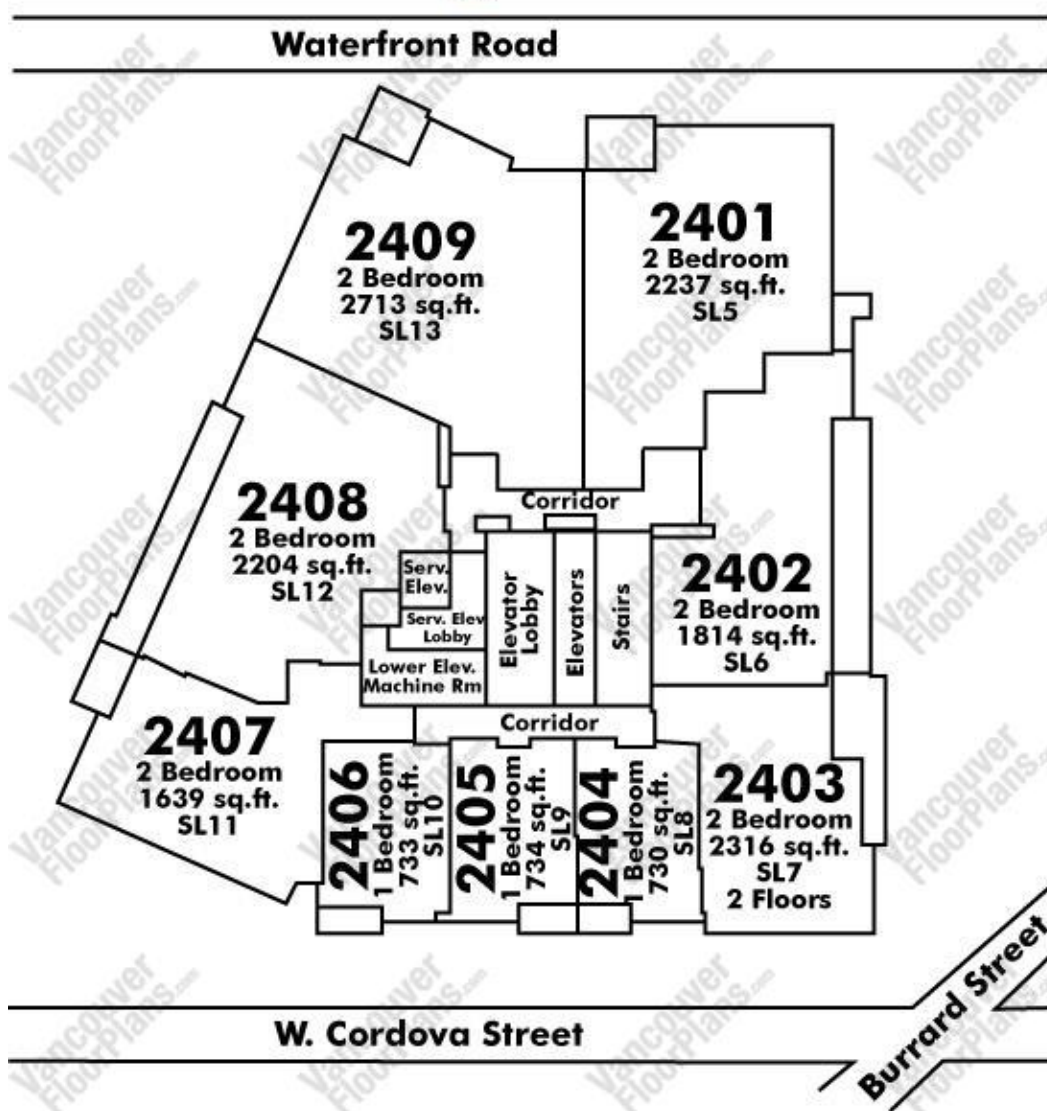 Waterfront Road
2409
2 Bedroom
2713 sq.ft.
SL13
2401
2 Bedroom
2237 sq.ft.
SL5
2408
2 Bedroom
2204 sq.ft.
SL12
Corridor
Serv.
Elev.
Serv. Elev
Lobby
Lower Elev.
Machine Rm
Elevator
Lobby
Elevators
Stairs
2402
2 Bedroom
1814 sq.ft.
SL6
Corridor
2407
2 Bedroom
1639 sq.ft.
SL11
2406
1 Bedroom
733 sq.ft.
SL10
2405
1 Bedroom
734 sq.ft.
SL9
2404
1 Bedroom
730 sq.ft.
SL8
2403
2 Bedroom
2316 sq.ft.
SL7
2 Floors
W. Cordova Street
Burrard Street
Vancouver
FloorPlans.com